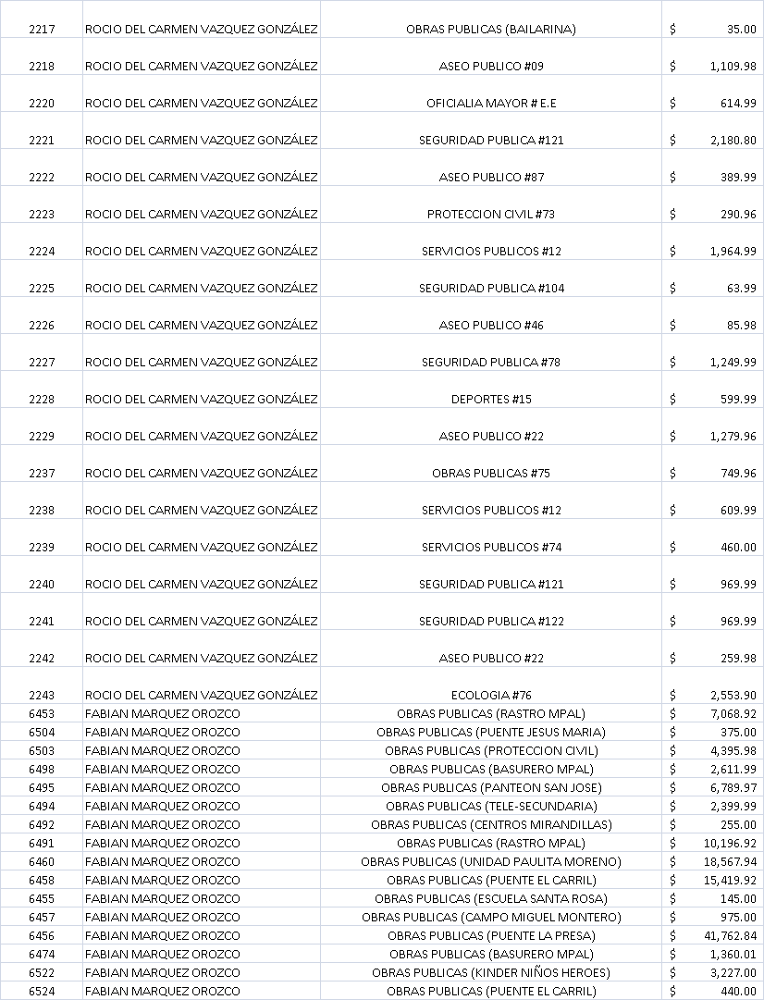 2217 ROCIO DEL CARMEN VAZQUEZ GONZÁLEZ OBRAS PUBLICAS (BAILARINA) $ 35.00
2218 ROCIO DEL CARMEN VAZQUEZ GONZÁLEZ ASEO PUBLICO #09 $ 1,109.98
2220 ROCIO DEL CARMEN VAZQUEZ GONZÁLEZ OFICIALIA MAYOR # E.E $ 614.99
2221 ROCIO DEL CARMEN VAZQUEZ GONZÁLEZ SEGURIDAD PUBLICA #121 $ 2,180.80
2222 ROCIO DEL CARMEN VAZQUEZ GONZÁLEZ ASEO PUBLICO #87 $ 389.99
2223 ROCIO DEL CARMEN VAZQUEZ GONZÁLEZ PROTECCION CIVIL #73 $ 290.96
2224 ROCIO DEL CARMEN VAZQUEZ GONZÁLEZ SERVICIOS PUBLICOS #12 $ 1,964.99
2225 ROCIO DEL CARMEN VAZQUEZ GONZÁLEZ SEGURIDAD PUBLICA #104 $ 63.99
2226 ROCIO DEL CARMEN VAZQUEZ GONZÁLEZ ASEO PUBLICO #46 $ 85.98
2227 ROCIO DEL CARMEN VAZQUEZ GONZÁLEZ SEGURIDAD PUBLICA #78 $ 1,249.99
2228 ROCIO DEL CARMEN VAZQUEZ GONZÁLEZ DEPORTES #15 $ 599.99
2229 ROCIO DEL CARMEN VAZQUEZ GONZÁLEZ ASEO PUBLICO #22 $ 1,279.96
2237 ROCIO DEL CARMEN VAZQUEZ GONZÁLEZ OBRAS PUBLICAS #75 $ 749.96
2238 ROCIO DEL CARMEN VAZQUEZ GONZÁLEZ SERVICIOS PUBLICOS #12 $ 609.99
2239 ROCIO DEL CARMEN VAZQUEZ GONZÁLEZ SERVICIOS PUBLICOS #74 $ 460.00
2240 ROCIO DEL CARMEN VAZQUEZ GONZÁLEZ SEGURIDAD PUBLICA #121 $ 969.99
2241 ROCIO DEL CARMEN VAZQUEZ GONZÁLEZ SEGURIDAD PUBLICA #122 $ 969.99
2242 ROCIO DEL CARMEN VAZQUEZ GONZÁLEZ ASEO PUBLICO #22 $ 259.98
2243 ROCIO DEL CARMEN VAZQUEZ GONZÁLEZ ECOLOGIA #76 $ 2,553.90
6453 FABIAN MARQUEZ OROZCO OBRAS PUBLICAS (RASTRO MPAL) $ 7,068.92
6504 FABIAN MARQUEZ OROZCO OBRAS PUBLICAS (PUENTE JESUS MARIA) $ 375.00
6503 FABIAN MARQUEZ OROZCO OBRAS PUBLICAS (PROTECCION CIVIL) $ 4,395.98
6498 FABIAN MARQUEZ OROZCO OBRAS PUBLICAS (BASURERO MPAL) $ 2,611.99
6495 FABIAN MARQUEZ OROZCO OBRAS PUBLICAS (PANTEON SAN JOSE) $ 6,789.97
6494 FABIAN MARQUEZ OROZCO OBRAS PUBLICAS (TELE-SECUNDARIA) $ 2,399.99
6492 FABIAN MARQUEZ OROZCO OBRAS PUBLICAS (CENTROS MIRANDILLAS) $ 255.00
6491 FABIAN MARQUEZ OROZCO OBRAS PUBLICAS (RASTRO MPAL) $ 10,196.92
6460 FABIAN MARQUEZ OROZCO OBRAS PUBLICAS (UNIDAD PAULITA MORENO) $ 18,567.94
6458 FABIAN MARQUEZ OROZCO OBRAS PUBLICAS (PUENTE EL CARRIL) $ 15,419.92
6455 FABIAN MARQUEZ OROZCO OBRAS PUBLICAS (ESCUELA SANTA ROSA) $ 145.00
6457 FABIAN MARQUEZ OROZCO OBRAS PUBLICAS (CAMPO MIGUEL MONTERO) $ 975.00
6456 FABIAN MARQUEZ OROZCO OBRAS PUBLICAS (PUENTE LA PRESA) $ 41,762.84
6474 FABIAN MARQUEZ OROZCO OBRAS PUBLICAS (BASURERO MPAL) $ 1,360.01
6522 FABIAN MARQUEZ OROZCO OBRAS PUBLICAS (KINDER NIÑOS HEROES) $ 3,227.00
6524 FABIAN MARQUEZ OROZCO OBRAS PUBLICAS (PUENTE EL CARRIL) $ 440.00